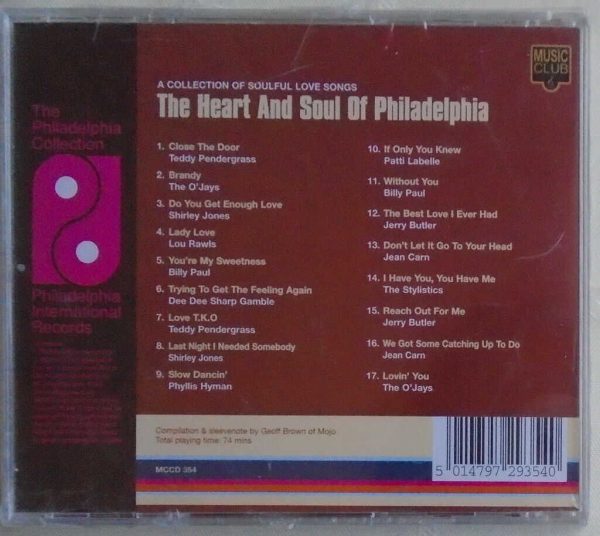 MUSIC
CLUB
A COLLECTION OF SOULFUL LOVE SONGS
The Heart And Soul Of Philadelphia
The
Philadelphia
Collection
Philadelphia
International
Records
1. Close The Door
Teddy Pendergrass
2. Brandy
The O'Jays
3. Do You Get Enough Love
Shirley Jones
4. Lady Love
Lou Rawls
5. You're My Sweetness
Billy Paul
6. Trying To Get The Feeling Again
Dee Dee Sharp Gamble
7. Love T.K.O
Teddy Pendergrass
8. Last Night I Needed Somebody
Shirley Jones
9. Slow Dancin'
Phyllis Hyman
10. If Only You Knew
Patti Labelle
11. Without You
Billy Paul
12. The Best Love I Ever Had
Jerry Butler
13. Don't Let It Go To Your Head
Jean Carn
14. I Have You, You Have Me
The Stylistics
15. Reach Out For Me
Jerry Butler
16. We Got Some Catching Up To Do
Jean Carn
17. Lovin' You
The O'Jays
Compilation & sleevenote by Geoff Brown of Mojo
Total playing time: 74 mins
MCCD 354
5 014797 293540